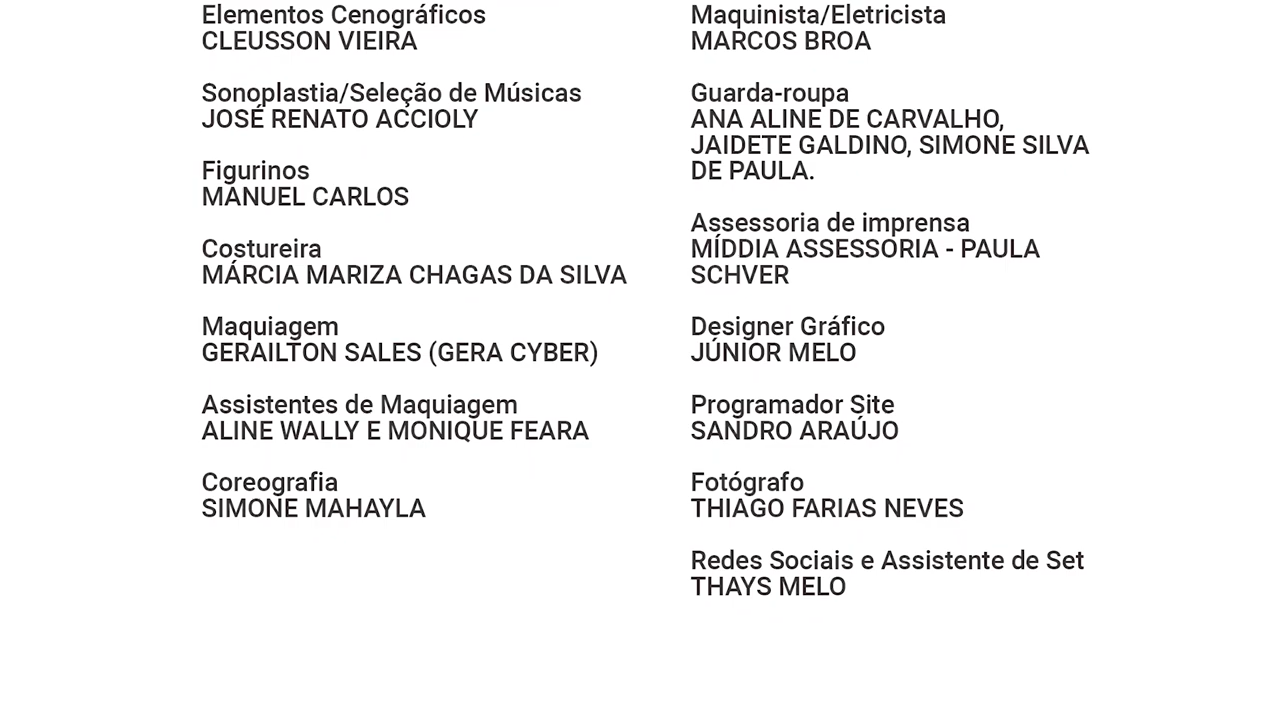 Elementos Cenográficos
CLEUSSON VIEIRA
Sonoplastia/Seleção de Músicas
JOSÉ RENATO ACCIOLY
Figurinos
MANUEL CARLOS
Costureira
MÁRCIA MARIZA CHAGAS DA SILVA
Maquiagem
GERAILTON SALES (GERA CYBER)
Assistentes de Maquiagem
ALINE WALLY E MONIQUE FEARA
Coreografia
SIMONE MAHAYLA
Maquinista/Eletricista
MARCOS BROA
Guarda-roupa
ANA ALINE DE CARVALHO,
JAIDETE GALDINO, SIMONE SILVA
DE PAULA.
Assessoria de imprensa
MÍDDIA ASSESSORIA - PAULA
SCHVER
Designer Gráfico
JÚNIOR MELO
Programador Site
SANDRO ARAÚJO
Fotógrafo
THIAGO FARIAS NEVES
Redes Sociais e Assistente de Set
THAYS MELO